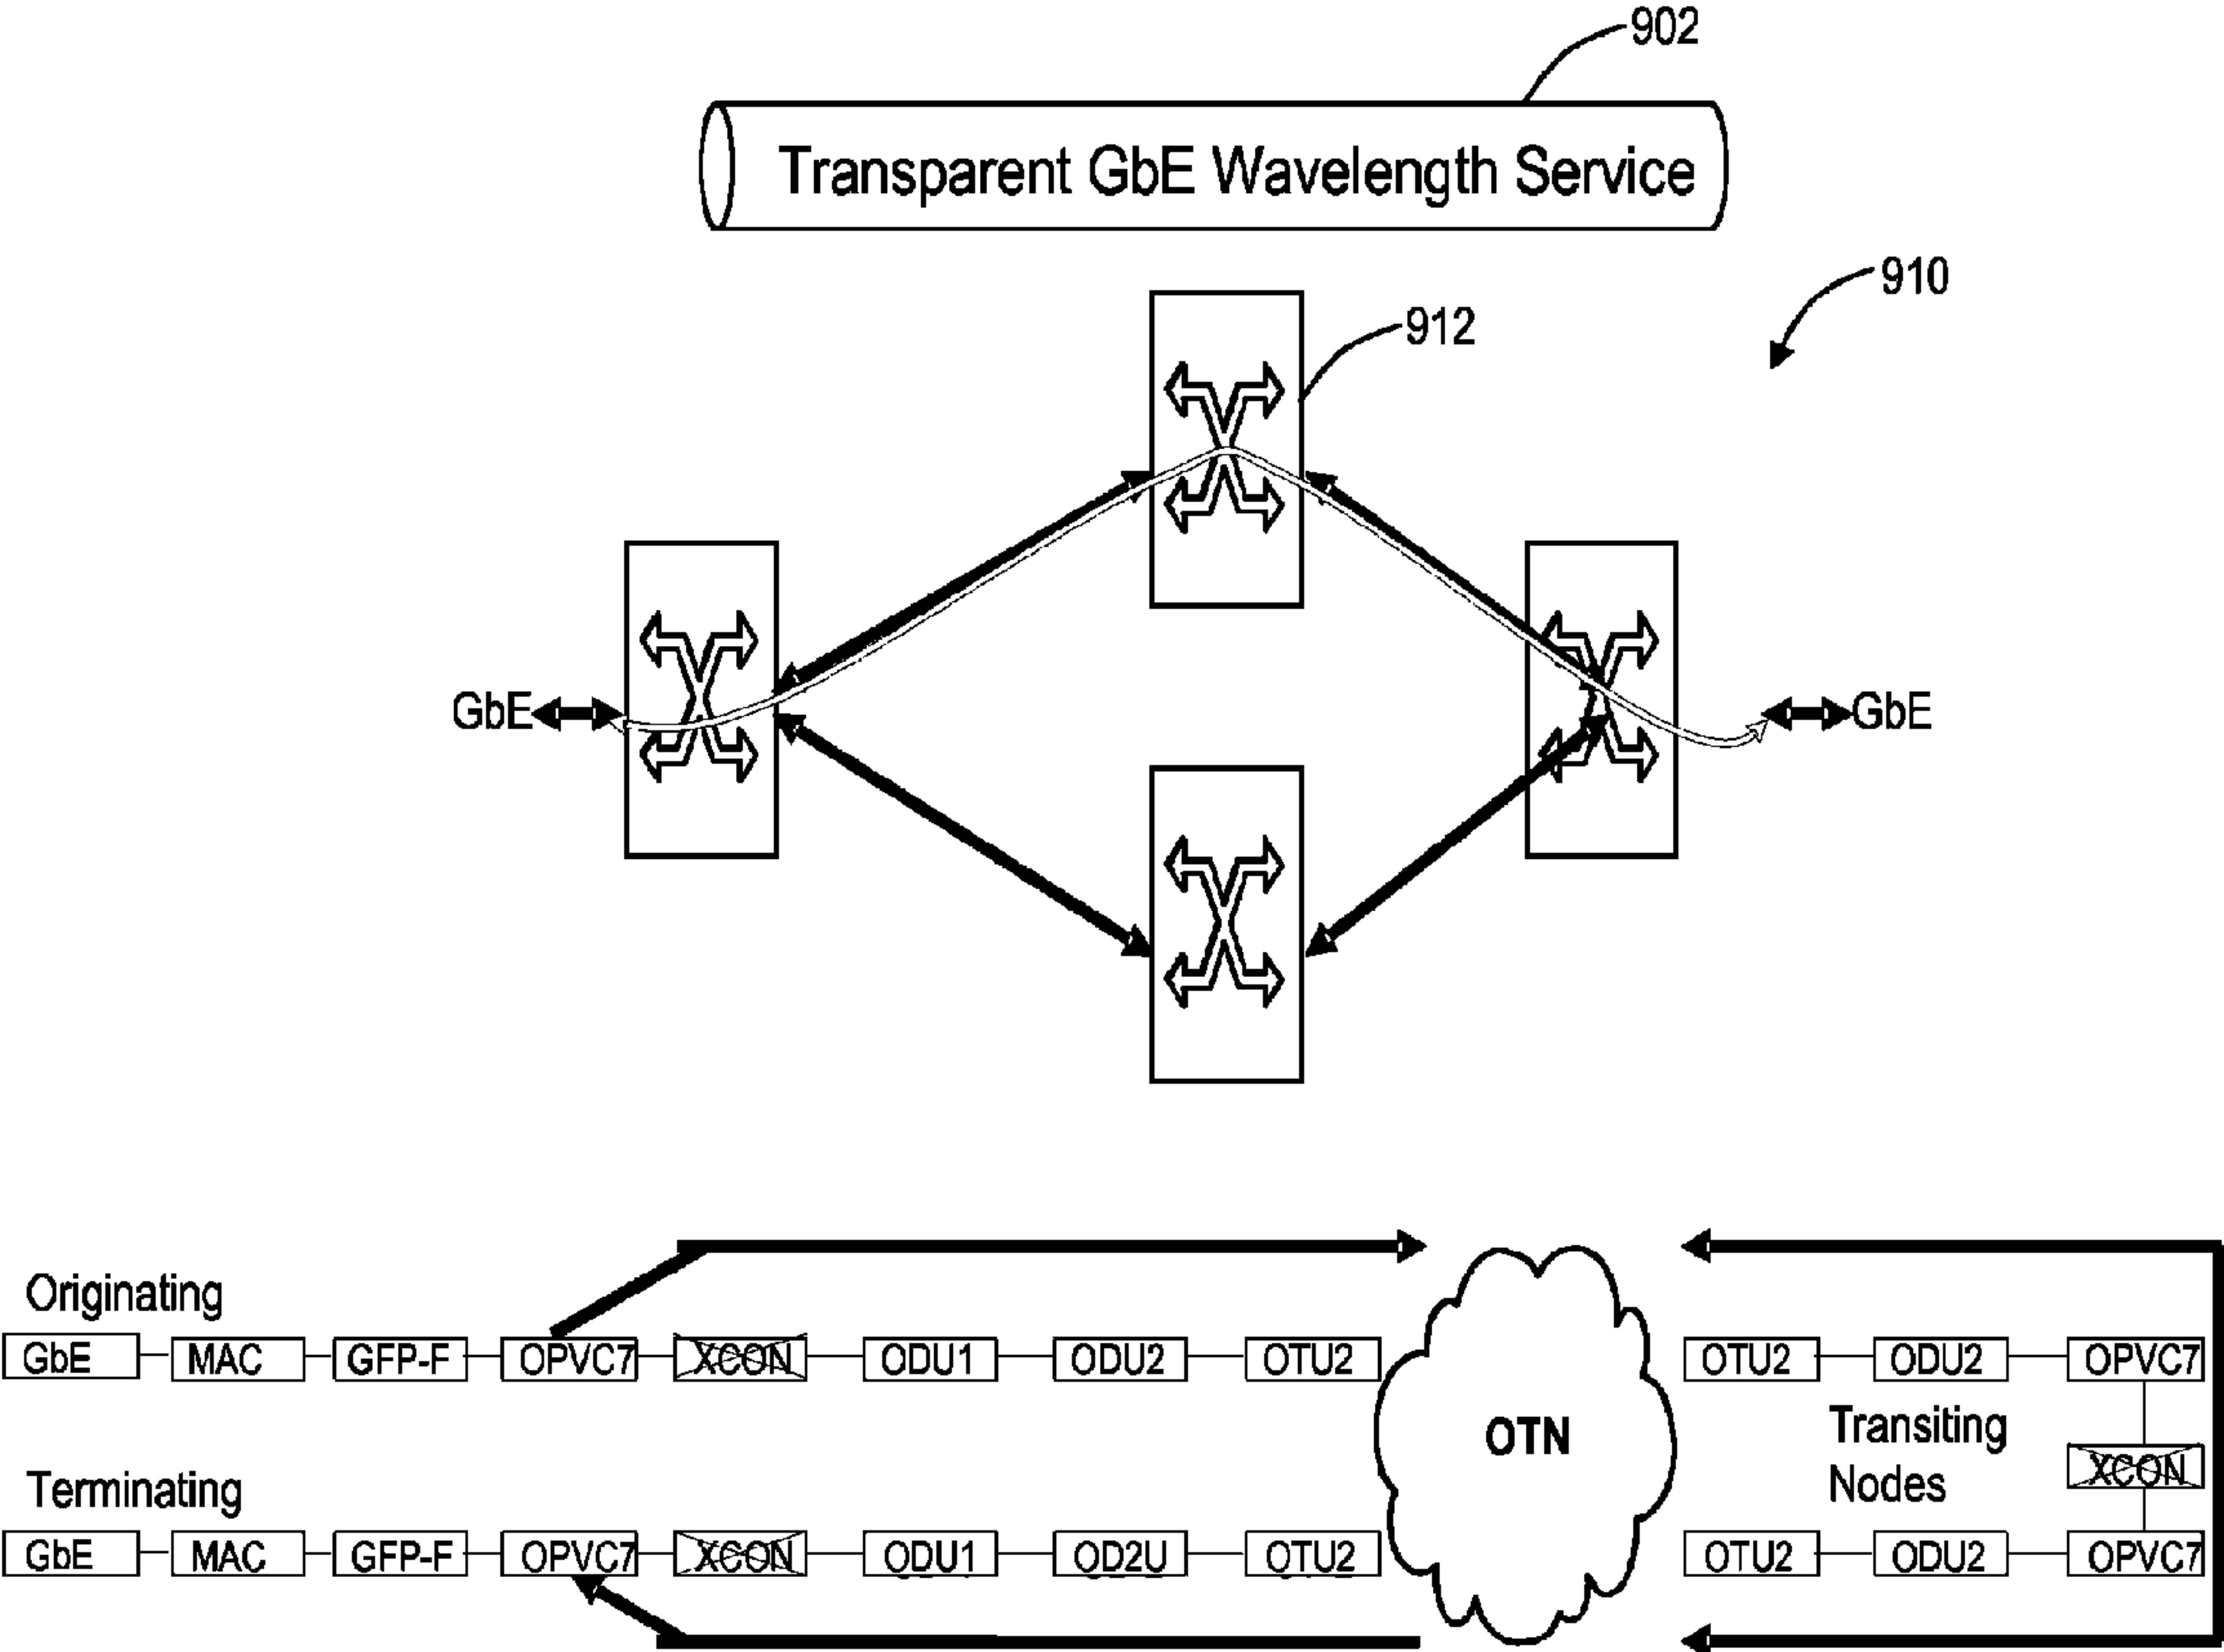 902
Transparent GbE Wavelength Service
910
912
GbE
GbE
Originating
GbE MAC GFP-F OPVC7 XCON ODU1 ODU2 OTU2
OTU2 ODU2 OPVC7
OTN
Transiting
Nodes
XCON
Terminating
GbE MAC GFP-F OPVC7 XCON ODU1 OD2U OTU2
OTU2 ODU2 OPVC7